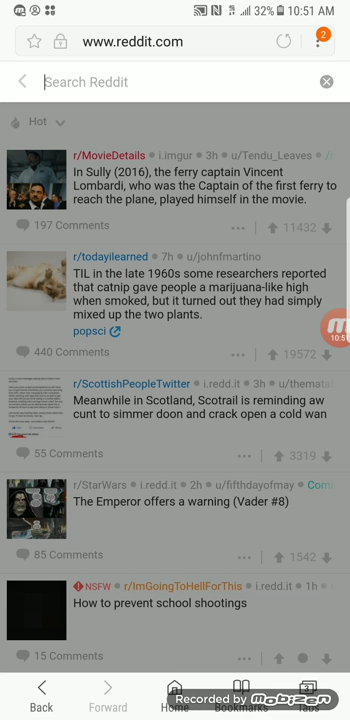 32% 10:51 AM
www.reddit.com
2
Search Reddit
Hot
r/MovieDetails • i.imgur • 3h • u/Tendu_Leaves
In Sully (2016), the ferry captain Vincent
Lombardi, who was the Captain of the first ferry to
reach the plane, played himself in the movie.
197 Comments
11432
r/todayilearned • 7h • u/johnfmartino
TIL in the late 1960s some researchers reported
that catnip gave people a marijuana-like high
when smoked, but it turned out they had simply
mixed up the two plants.
popsci
10:51
440 Comments
19572
r/ScottishPeopleTwitter • i.redd.it • 3h • u/themata
Meanwhile in Scotland, Scotrail is reminding aw
cunt to simmer doon and crack open a cold wan
55 Comments
3319
r/StarWars • i.redd.it • 2h • u/fifthdayofmay • Com
The Emperor offers a warning (Vader #8)
85 Comments
1542
NSFW • r/ImGoingToHellForThis • i.redd.it • 1h
How to prevent school shootings
15 Comments
Back
Forward
Home
Bookmarks
Tabs
Recorded by Mobizen